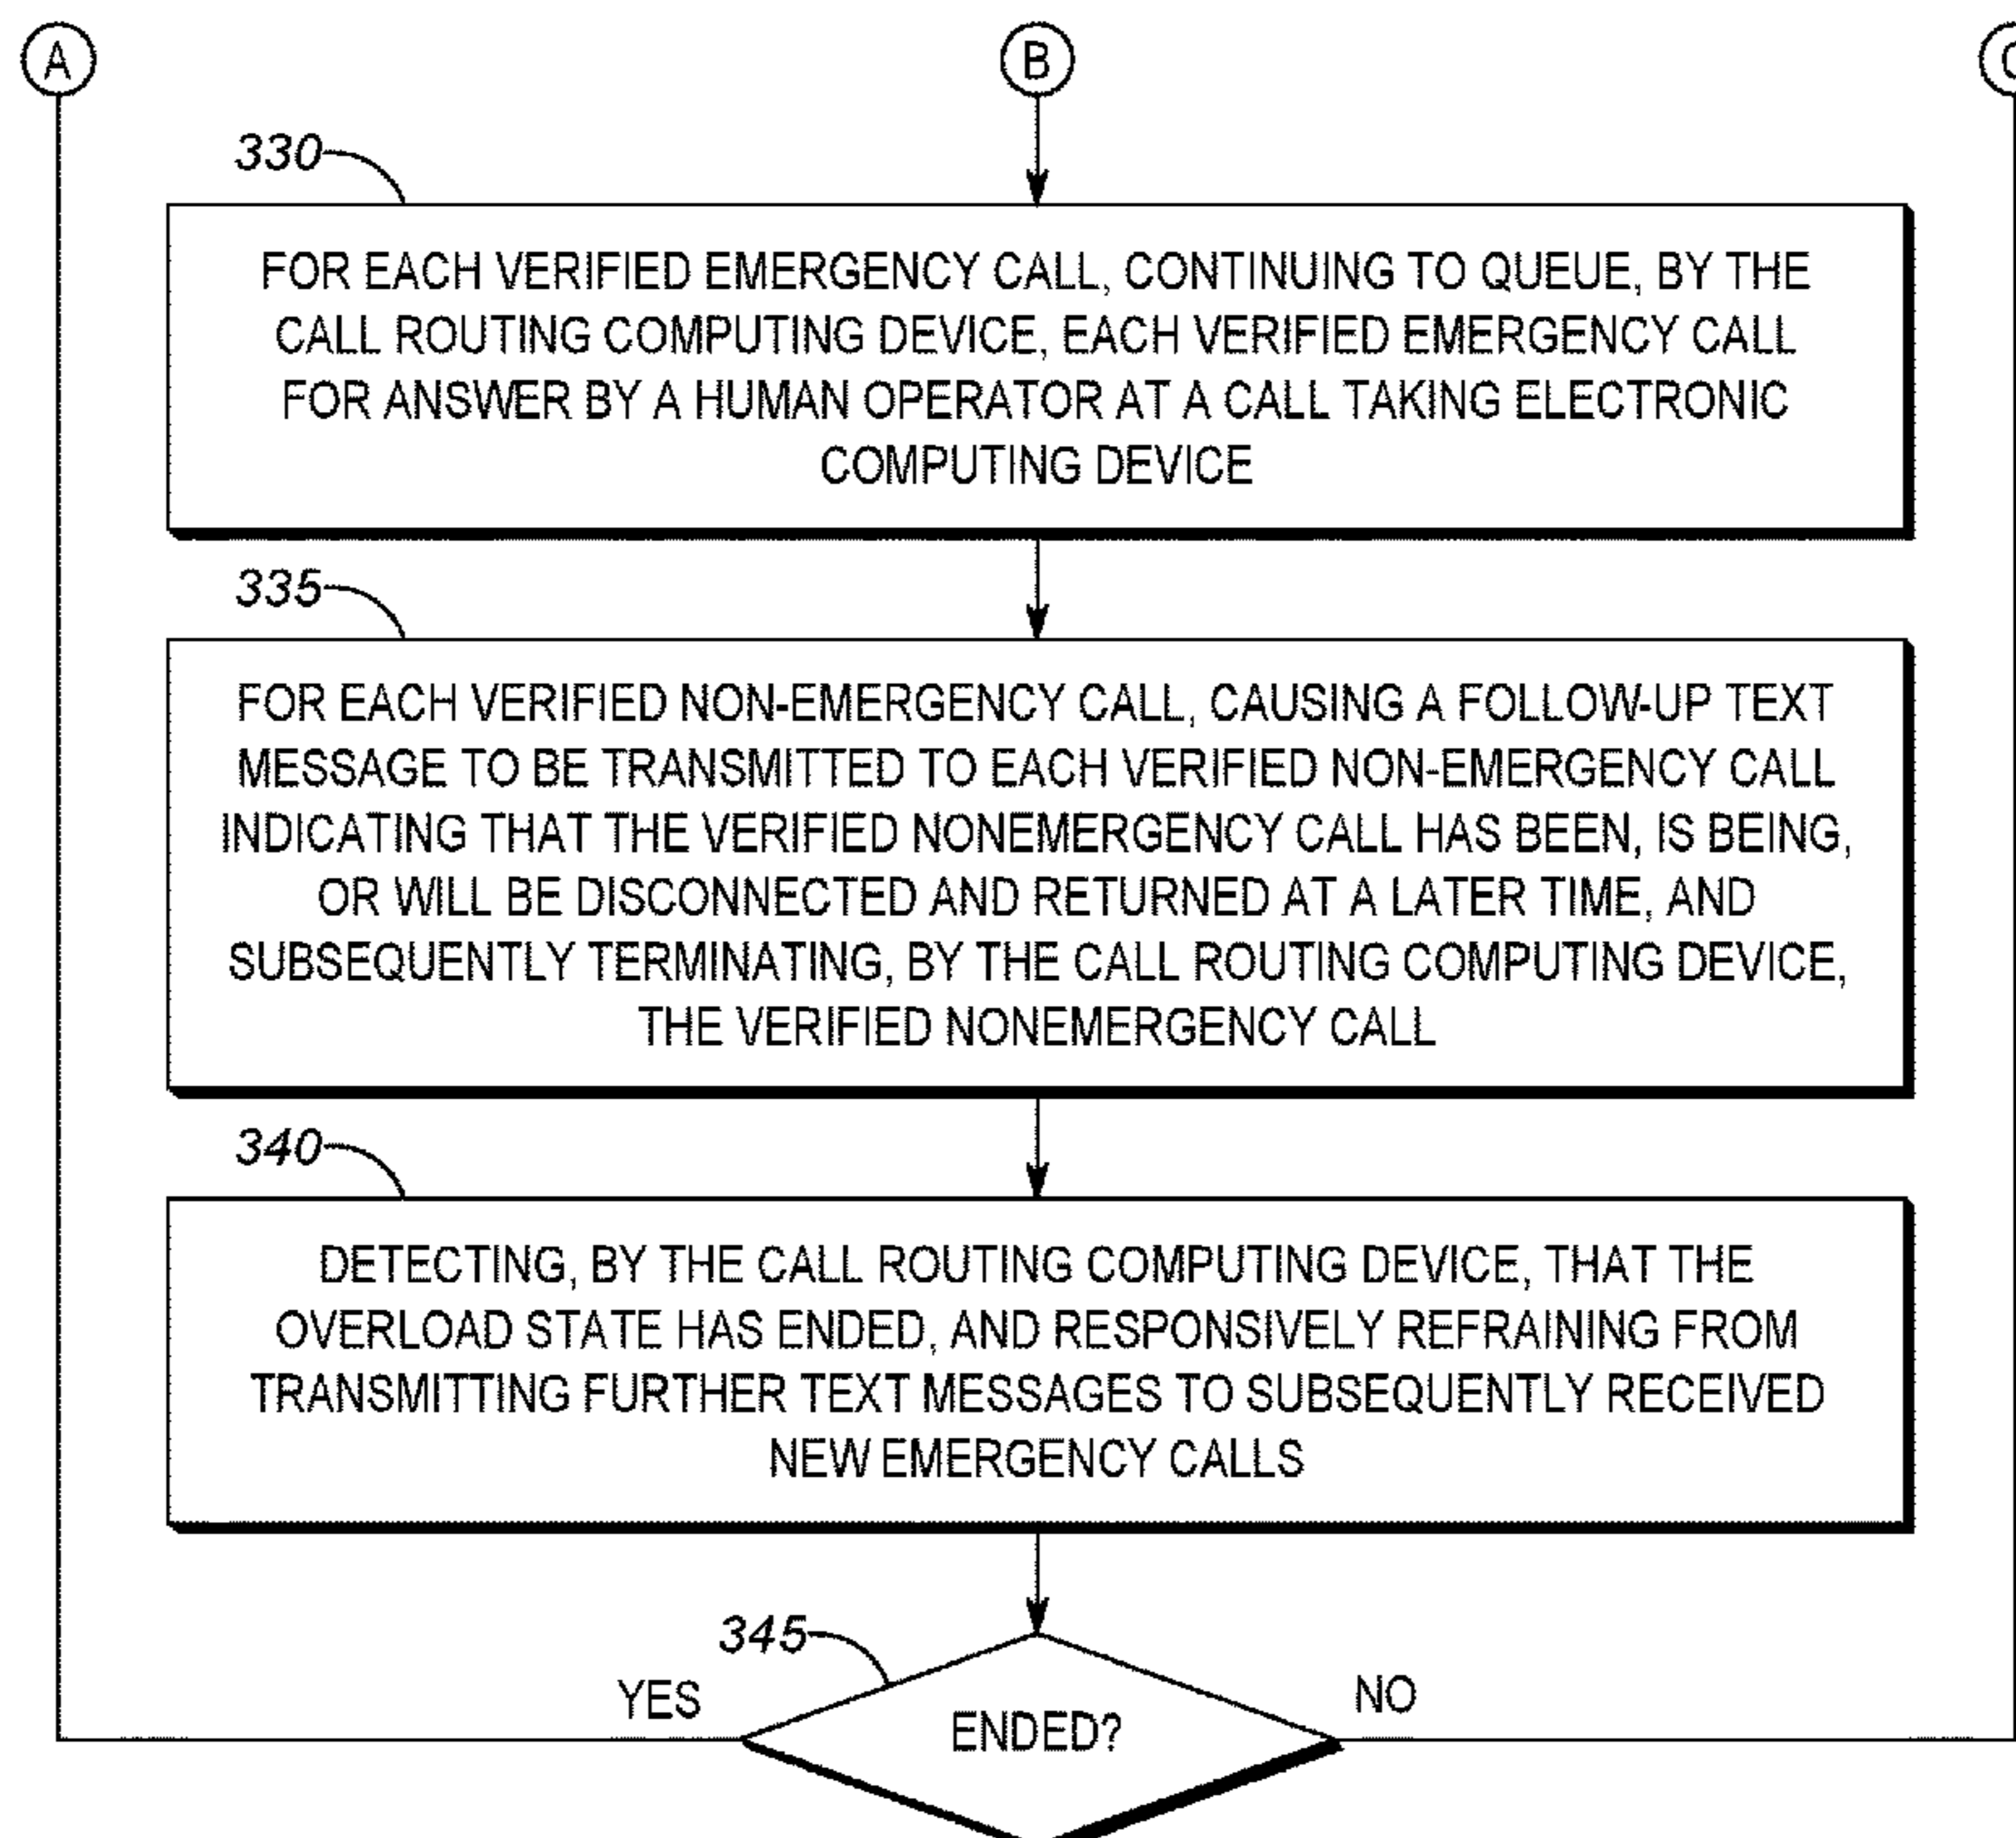 A
B
330
FOR EACH VERIFIED EMERGENCY CALL, CONTINUING TO QUEUE, BY THE
CALL ROUTING COMPUTING DEVICE, EACH VERIFIED EMERGENCY CALL
FOR ANSWER BY A HUMAN OPERATOR AT A CALL TAKING ELECTRONIC
COMPUTING DEVICE
335
FOR EACH VERIFIED NON-EMERGENCY CALL, CAUSING A FOLLOW-UP TEXT
MESSAGE TO BE TRANSMITTED TO EACH VERIFIED NON-EMERGENCY CALL
INDICATING THAT THE VERIFIED NONEMERGENCY CALL HAS BEEN, IS BEING,
OR WILL BE DISCONNECTED AND RETURNED AT A LATER TIME, AND
SUBSEQUENTLY TERMINATING, BY THE CALL ROUTING COMPUTING DEVICE,
THE VERIFIED NONEMERGENCY CALL
340
DETECTING, BY THE CALL ROUTING COMPUTING DEVICE, THAT THE
OVERLOAD STATE HAS ENDED, AND RESPONSIVELY REFRAINING FROM
TRANSMITTING FURTHER TEXT MESSAGES TO SUBSEQUENTLY RECEIVED
NEW EMERGENCY CALLS
345
YES
ENDED?
NO